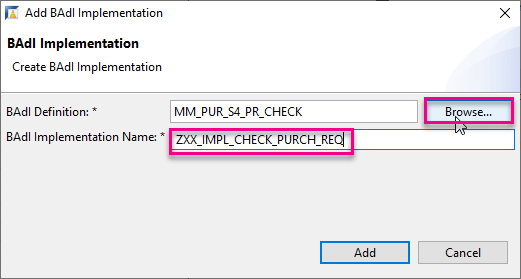 Add BAdI Implementation
BAdI Implementation
Create BAdI Implementation
BAdI Definition: *
MM_PUR_S4_PR_CHECK
Browse...
BAdI Implementation Name: *
ZXX_IMPL_CHECK_PURCH_REQ
Add
Cancel